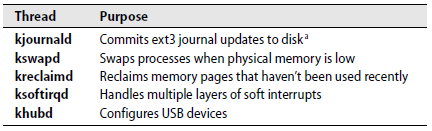 Thread Purpose
kjournald Commits ext3 journal updates to disk a
kswapd Swaps processes when physical memory is low
kreclaimd Reclaims memory pages that haven't been used recently
ksoftirqd Handles multiple layers of soft interrupts
khubd Configures USB devices